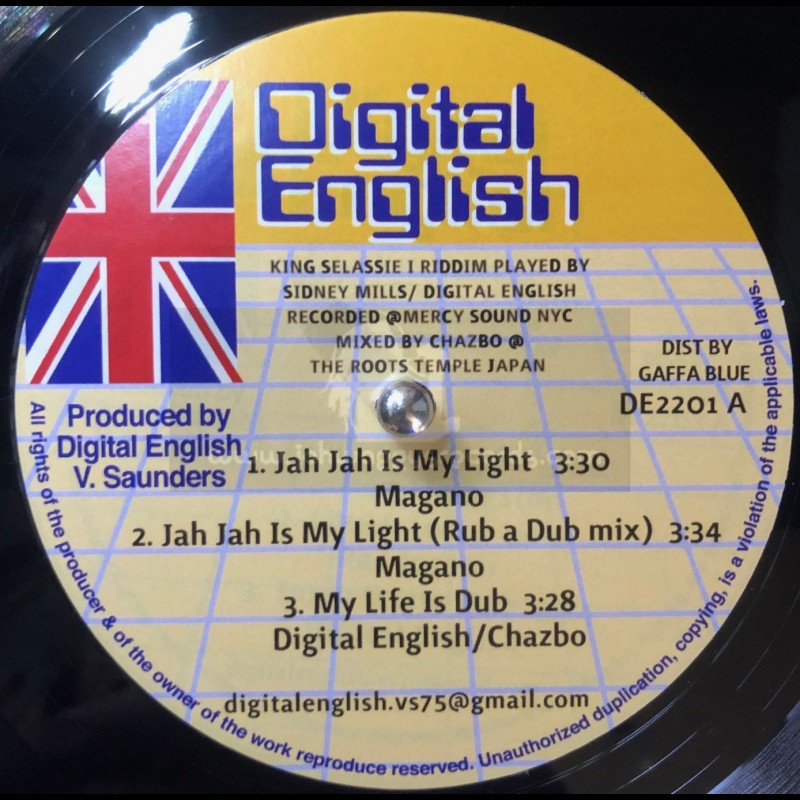 Digital
English
KING SELASSIE I RIDDIM PLAYED BY
SIDNEY MILLS/ DIGITAL ENGLISH
RECORDED @MERCY SOUND NYC
MIXED BY CHAZBO @
THE ROOTS TEMPLE JAPAN
DIST BY
GAFFA BLUE
DE2201 A
Produced by
Digital English
V. Saunders
1. Jah Jah Is My Light 3:30
Magano
2. Jah Jah Is My Light (Rub a Dub mix) 3:34
Magano
3. My Life Is Dub 3:28
Digital English/Chazbo
digitalenglish.vs75@gmail.com
All rights of the producer & of the owner of the work reproduce reserved. Unauthorized duplication, copying, is a violation of the applicable laws.